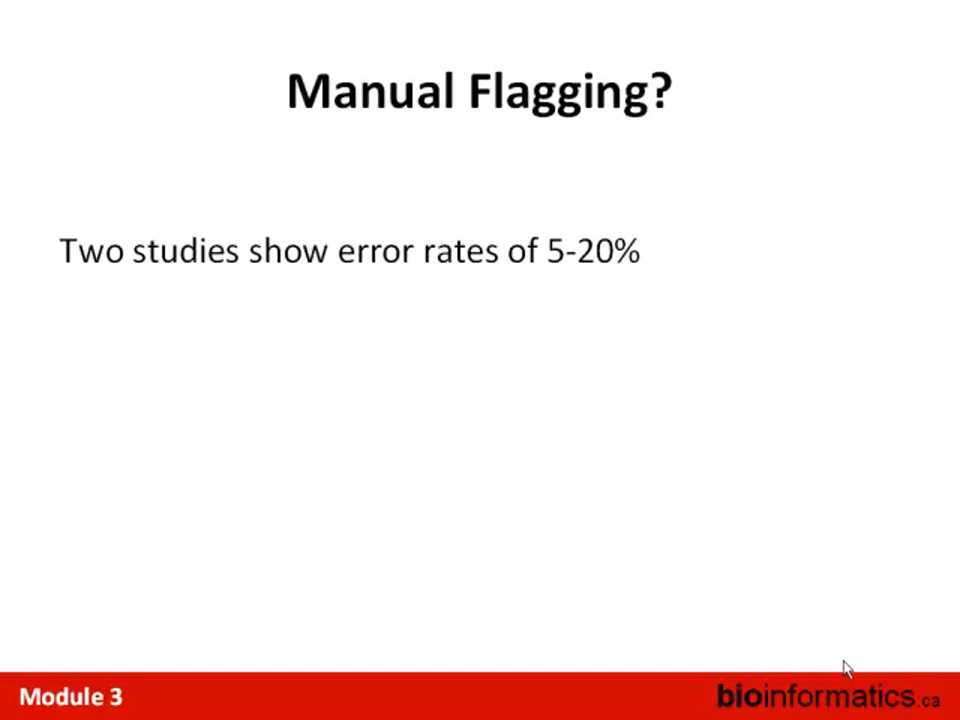 Manual Flagging?
Two studies show error rates of 5-20%
Module 3
bioinformatics.ca